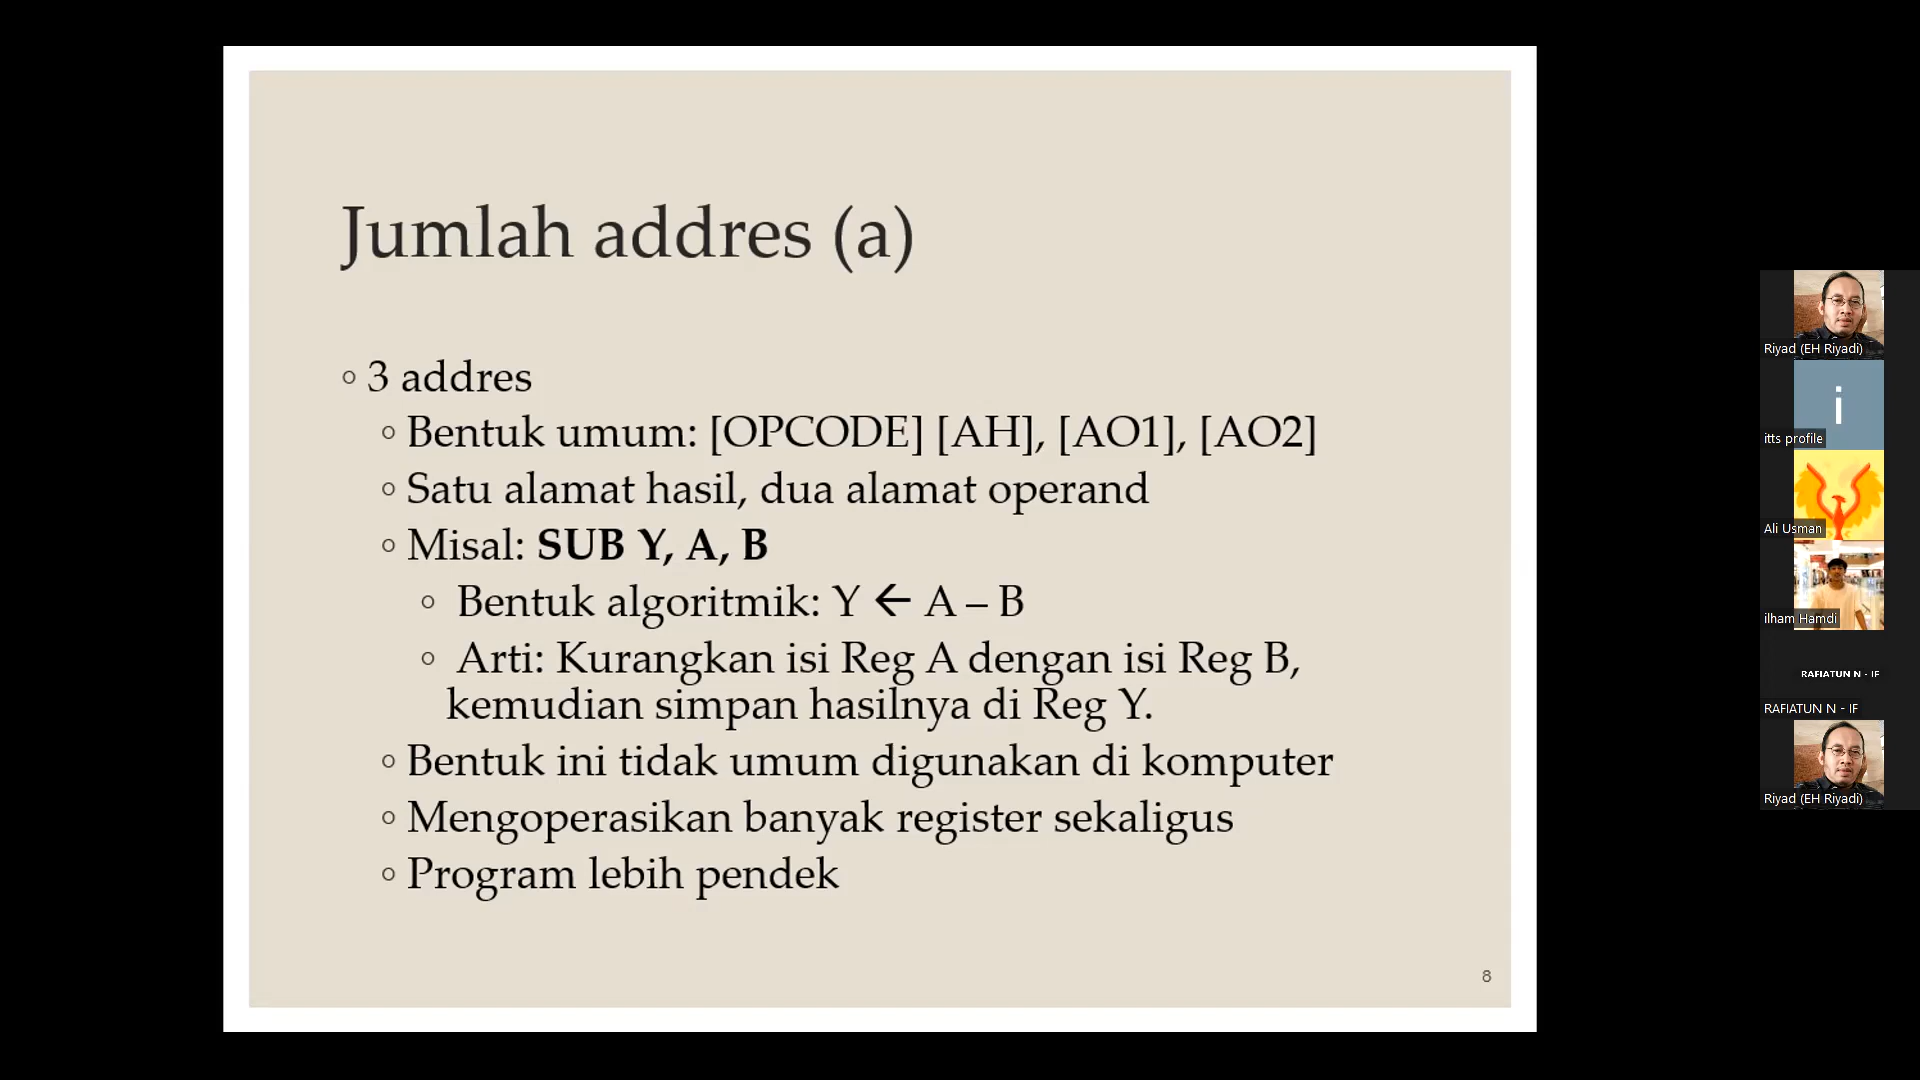 Jumlah addres (a)
◦ 3 addres
◦ Bentuk umum: [OPCODE] [AH], [AO1], [AO2]
◦ Satu alamat hasil, dua alamat operand
◦ Misal: SUB Y, A, B
◦ Bentuk algoritmik: Y 🡨 A – B
◦ Arti: Kurangkan isi Reg A dengan isi Reg B,
kemudian simpan hasilnya di Reg Y.
◦ Bentuk ini tidak umum digunakan di komputer
◦ Mengoperasikan banyak register sekaligus
◦ Program lebih pendek
8
Riyad (EH Riyadi)
i
itts profile
Ali Usman
ilham Hamdi
RAFIATUN N - IF
RAFIATUN N - IF
Riyad (EH Riyadi)